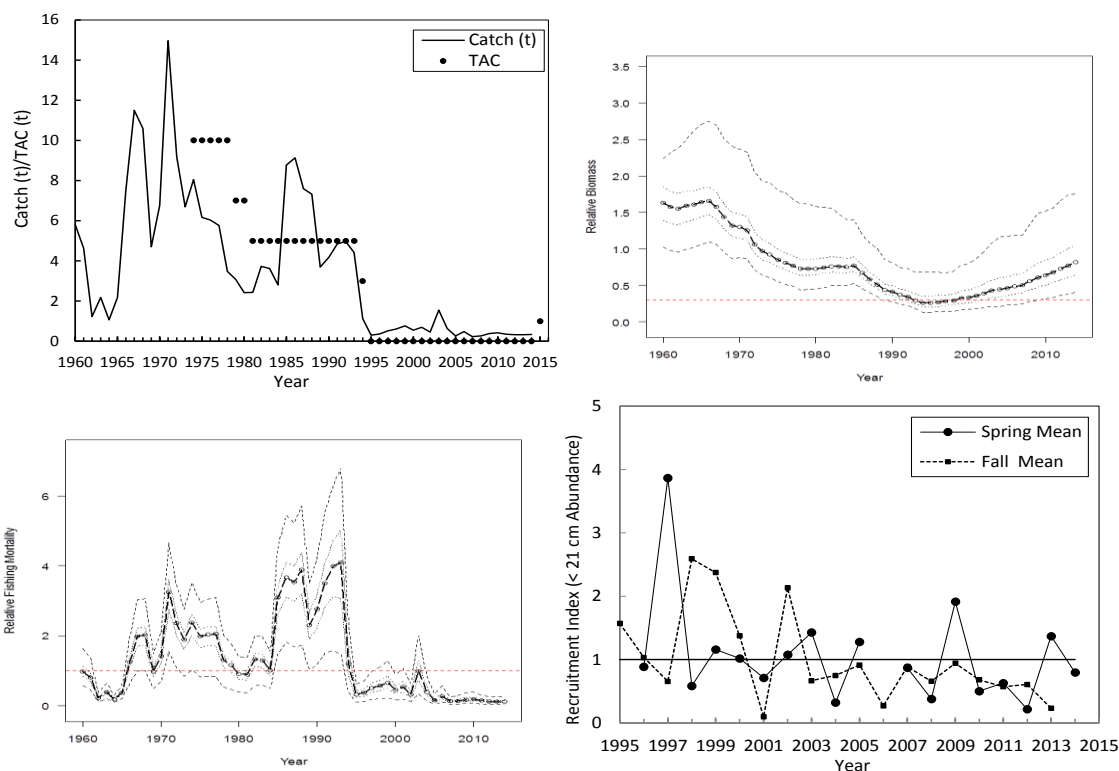 16
14
12
10
8
6
4
2
0
Catch (t)/TAC (t)
Catch (t)
TAC
1960 1965 1970 1975 1980 1985 1990 1995 2000 2005 2010 2015
Year
3.5
3.0
2.5
2.0
1.5
1.0
0.5
0.0
Relative Biomass
1960 1970 1980 1990 2000 2010
Year
6
4
2
0
Relative Fishing Mortality
1960 1970 1980 1990 2000 2010
Year
5
4
3
2
1
0
Recruitment Index (< 21 cm Abundance)
Spring Mean
Fall Mean
1995 1997 1999 2001 2003 2005 2007 2009 2011 2013 2015
Year